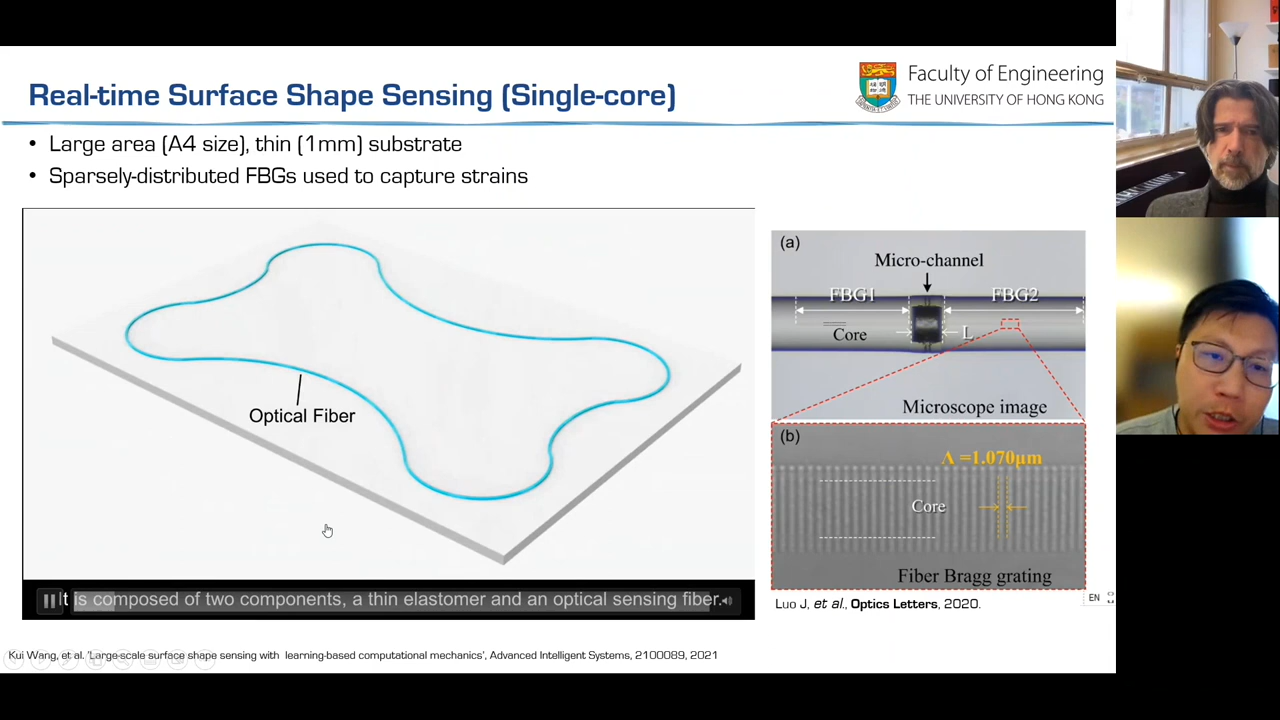 Real-time Surface Shape Sensing (Single-core)
Faculty of Engineering
THE UNIVERSITY OF HONG KONG
• Large area (A4 size), thin (1mm) substrate
• Sparsely-distributed FBGs used to capture strains
Optical Fiber
It is composed of two components, a thin elastomer and an optical sensing fiber.
(a)
Micro-channel
FBG1
FBG2
Core
L
Microscope image
(b)
Λ =1.070μm
Core
Fiber Bragg grating
Luo J, et al., Optics Letters, 2020.
EN
Kui Wang, et al. 'Large-scale surface shape sensing with learning-based computational mechanics', Advanced Intelligent Systems, 2100089, 2021